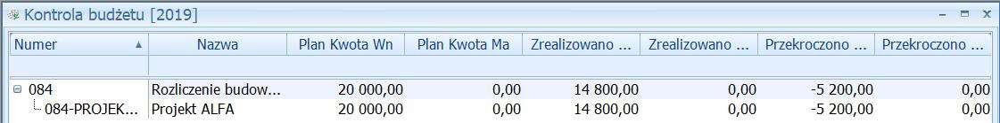 Kontrola budżetu [2019]
Numer Nazwa Plan Kwota Wn Plan Kwota Ma Zrealizowano ... Zrealizowano ... Przekroczono ... Przekroczono ...
084 Rozliczenie budow... 20 000,00 0,00 14 800,00 0,00 -5 200,00 0,00
084-PROJEK... Projekt ALFA 20 000,00 0,00 14 800,00 0,00 -5 200,00 0,00